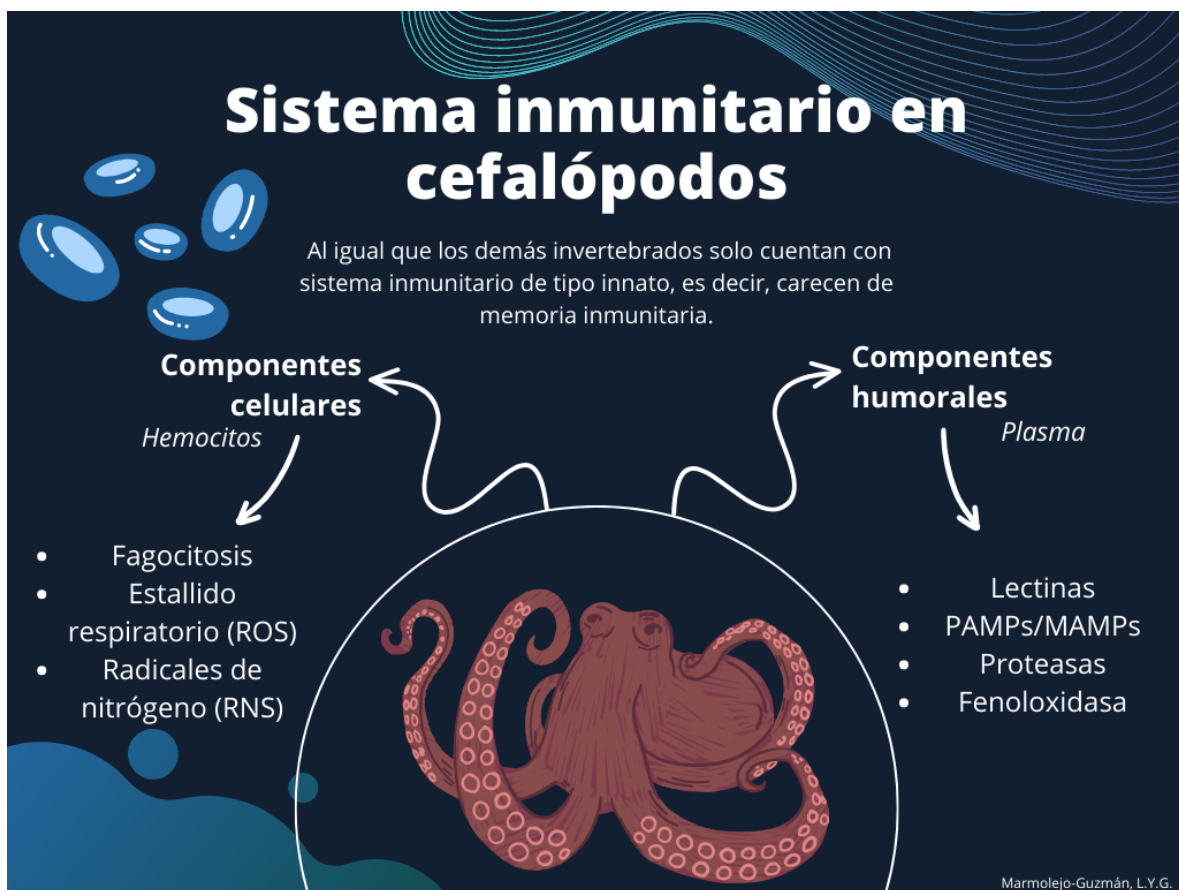 Sistema inmunitario en
cefalópodos
Al igual que los demás invertebrados solo cuentan con
sistema inmunitario de tipo innato, es decir, carecen de
memoria inmunitaria.
Componentes
celulares
Hemocitos
• Fagocitosis
• Estallido
respiratorio (ROS)
• Radicales de
nitrógeno (RNS)
Componentes
humorales
Plasma
• Lectinas
• PAMPs/MAMPs
• Proteasas
• Fenoloxidasa
Marmolejo-Guzmán, L.Y.G.